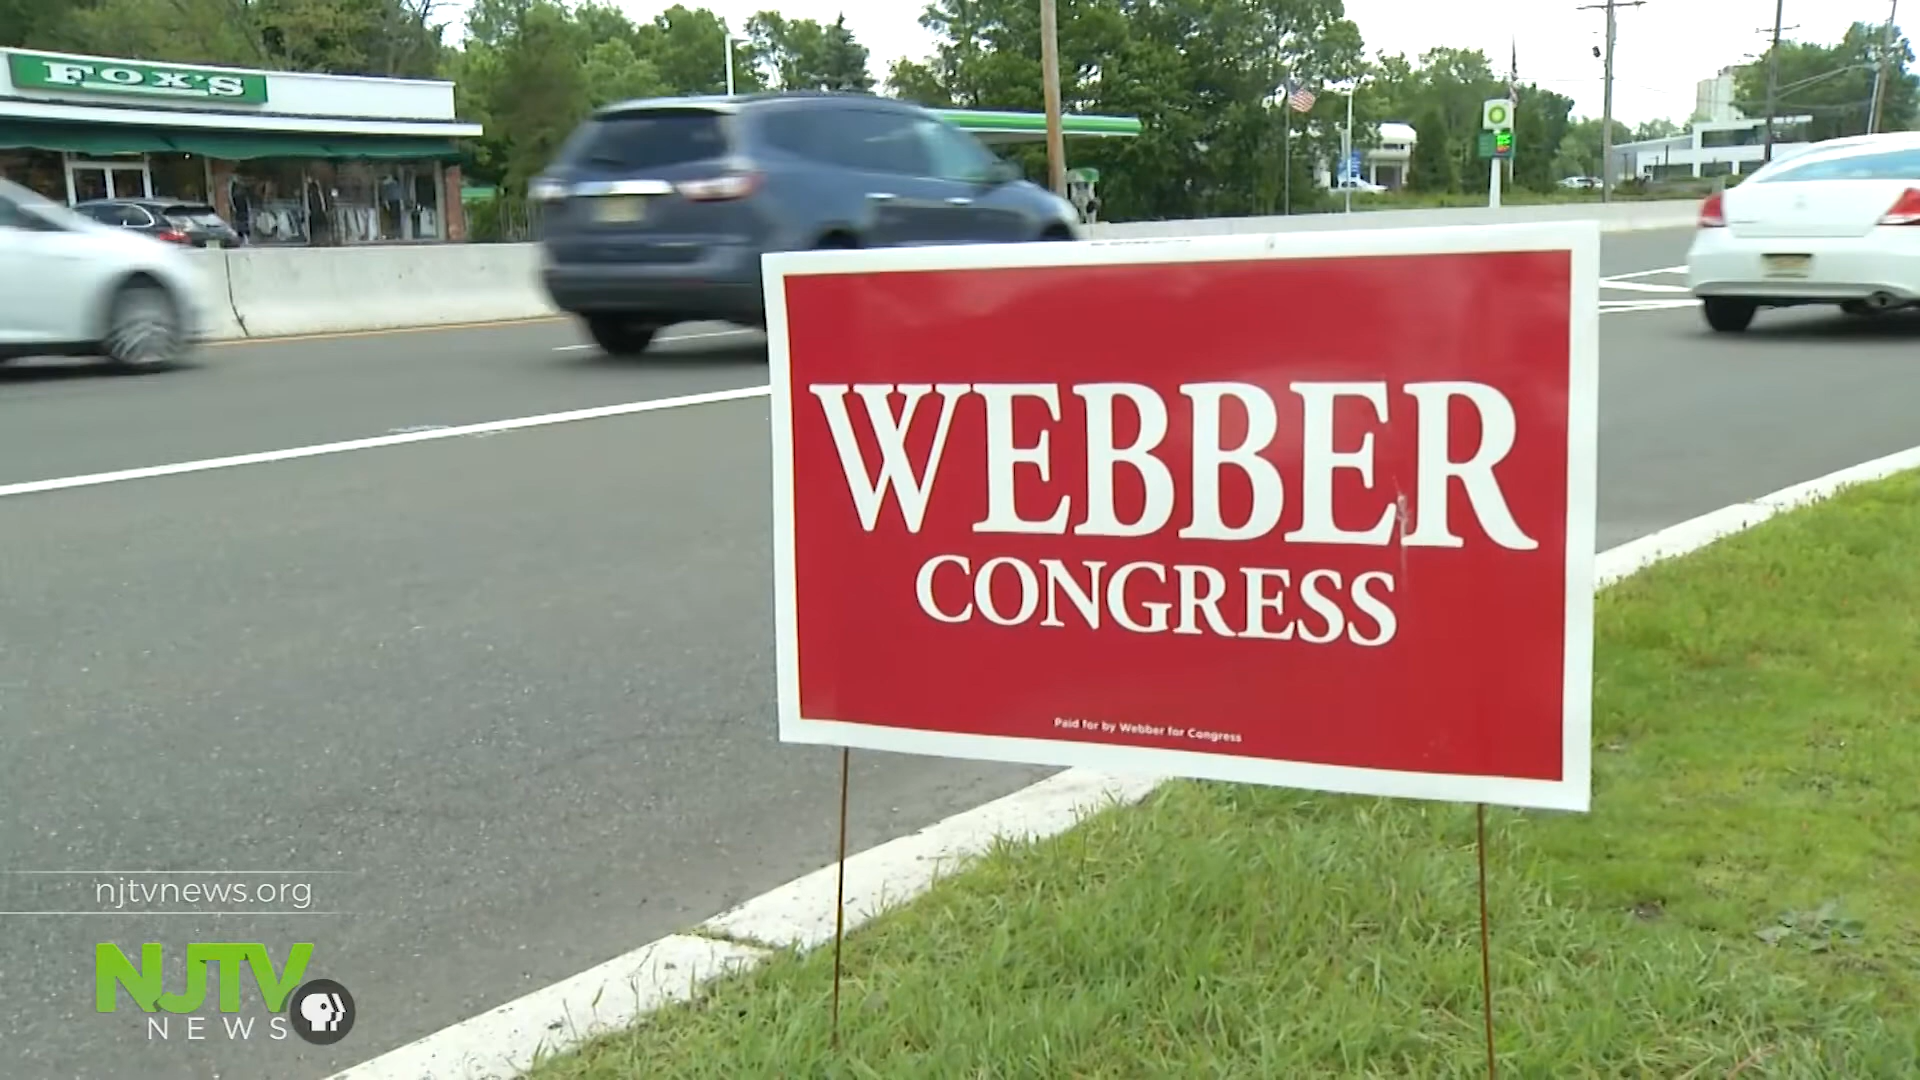 FOX'S
WEBBER
CONGRESS
Paid for by Webber for Congress
njtvnews.org
NJTV
NEWS